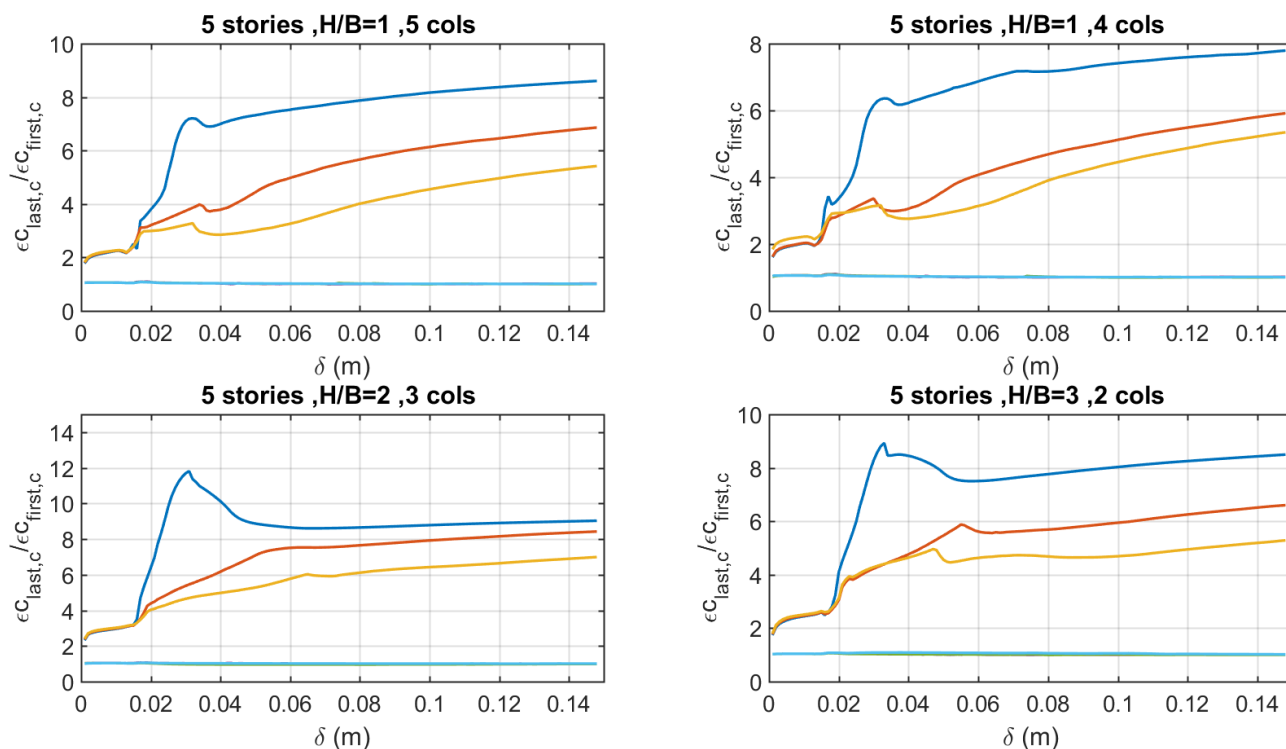 5 stories ,H/B=1 ,5 cols
10
8
6
4
2
0
εc_last,c/εc_first,c
0 0.02 0.04 0.06 0.08 0.1 0.12 0.14
δ (m)
5 stories ,H/B=1 ,4 cols
8
6
4
2
0
εc_last,c/εc_first,c
0 0.02 0.04 0.06 0.08 0.1 0.12 0.14
δ (m)
5 stories ,H/B=2 ,3 cols
14
12
10
8
6
4
2
0
εc_last,c/εc_first,c
0 0.02 0.04 0.06 0.08 0.1 0.12 0.14
δ (m)
5 stories ,H/B=3 ,2 cols
10
8
6
4
2
0
εc_last,c/εc_first,c
0 0.02 0.04 0.06 0.08 0.1 0.12 0.14
δ (m)